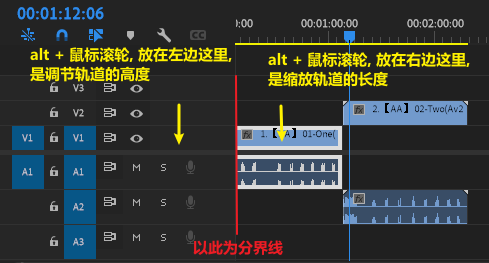 00:01:12:06
:00:00
00:01:00:00
00:02:00:00
alt + 鼠标滚轮, 放在左边这里,
是调节轨道的高度
alt + 鼠标滚轮, 放在右边这里,
是缩放轨道的长度
V3
V2
fx 2.【AA】 02-Two(Av2
V1 V1
fx 1.【AA】 01-One(
A1 A1 M S
A2 M S
fx
A3 M S
以此为分界线